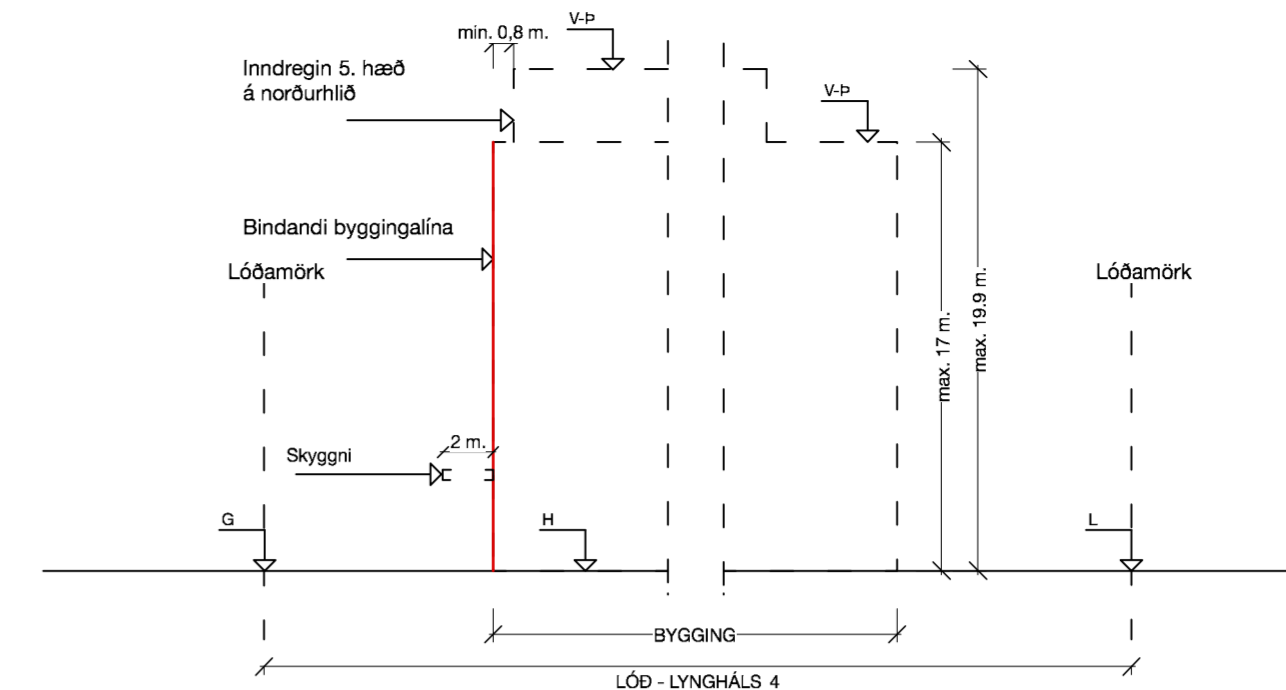 V-Þ
min. 0,8 m.
Inndregin 5. hæð
á norðurhlið
V-Þ
Bindandi byggingalína
Lóðamörk
Lóðamörk
max. 17 m.
max. 19.9 m.
2 m.
Skyggni
G
H
L
BYGGING
LÓÐ - LYNGHÁLS 4